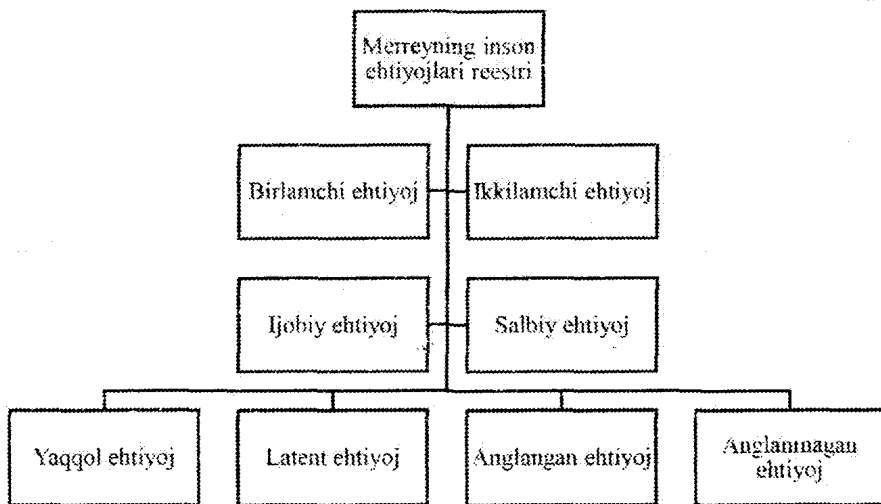 Merreyning inson
ehtiyojlari reestri
Birlamchi ehtiyoj
Ikkilamchi ehtiyoj
Ijobiy ehtiyoj
Salbiy ehtiyoj
Yaqqol ehtiyoj
Latent ehtiyoj
Anglangan ehtiyoj
Anglanmagan
ehtiyoj